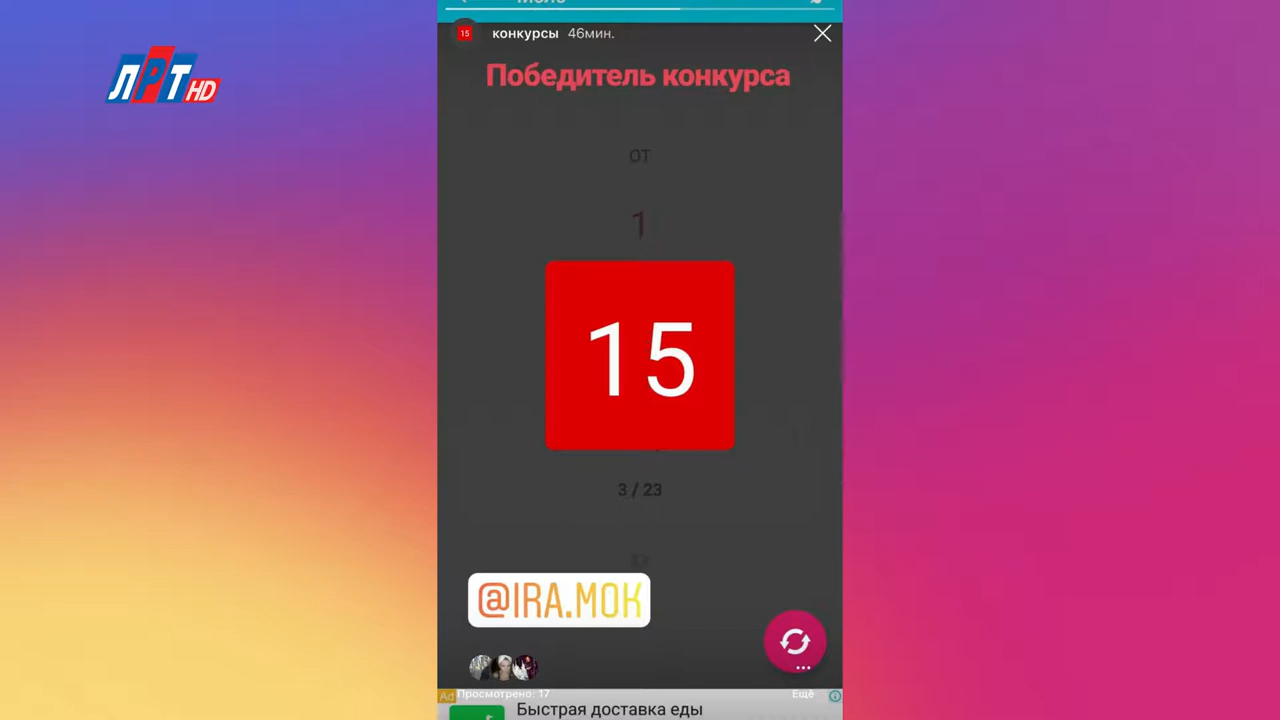 ЛРТ HD
15
конкурсы 46мин.
Победитель конкурса
ОТ
1
15
3 / 23
@IRA.MOK
Ad
Просмотрено: 17
Ещё
Быстрая доставка еды